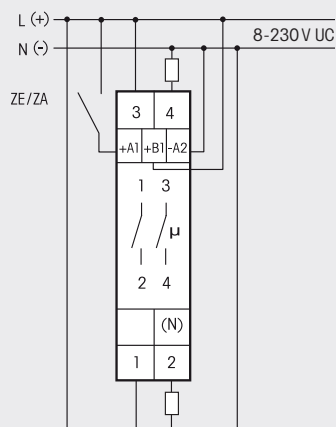 L (+)
N (-)
8-230 V UC
ZE/ZA
3 4
+A1 +B1 -A2
1 3
µ
2 4
(N)
1 2